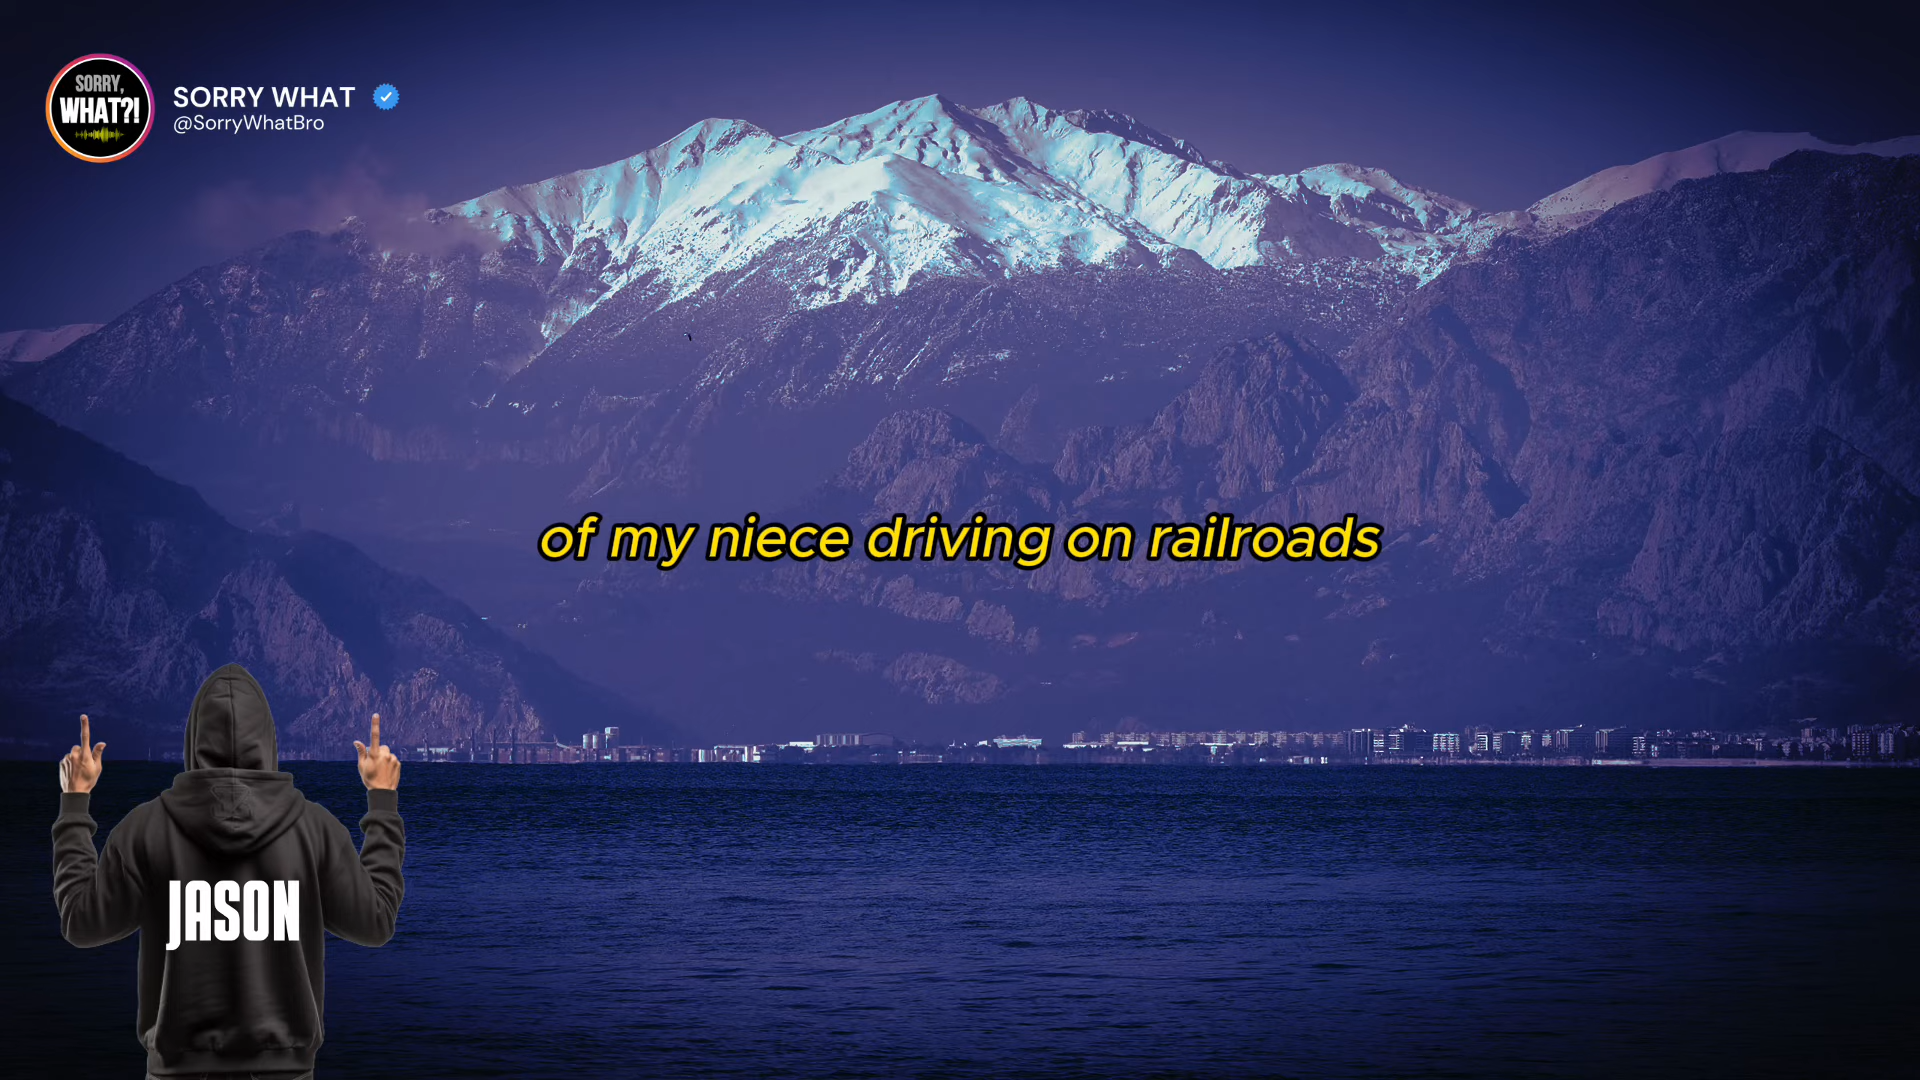 SORRY,
WHAT?!
SORRY WHAT
@SorryWhatBro
of my niece driving on railroads
JASON